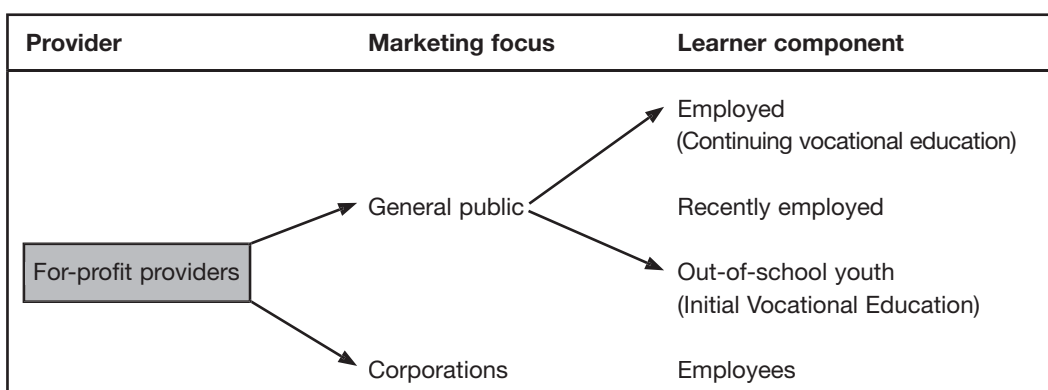 Provider Marketing focus Learner component
Employed
(Continuing vocational education)
General public Recently employed
For-profit providers
Out-of-school youth
(Initial Vocational Education)
Corporations Employees